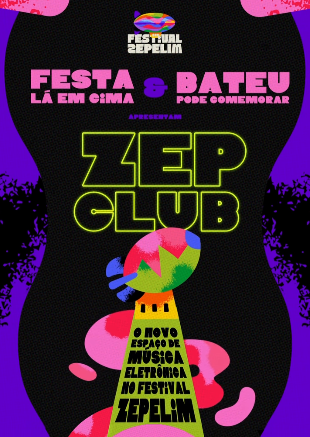 FESTIVAL
ZEPELIM
FESTA & BATEU
LÁ EM CIMA PODE COMEMORAR
APRESENTAM
ZEP
CLUB
O NOVO
ESPAÇO DE
MÚSICA
ELETRÔNICA
NO FESTIVAL
ZEPELIM